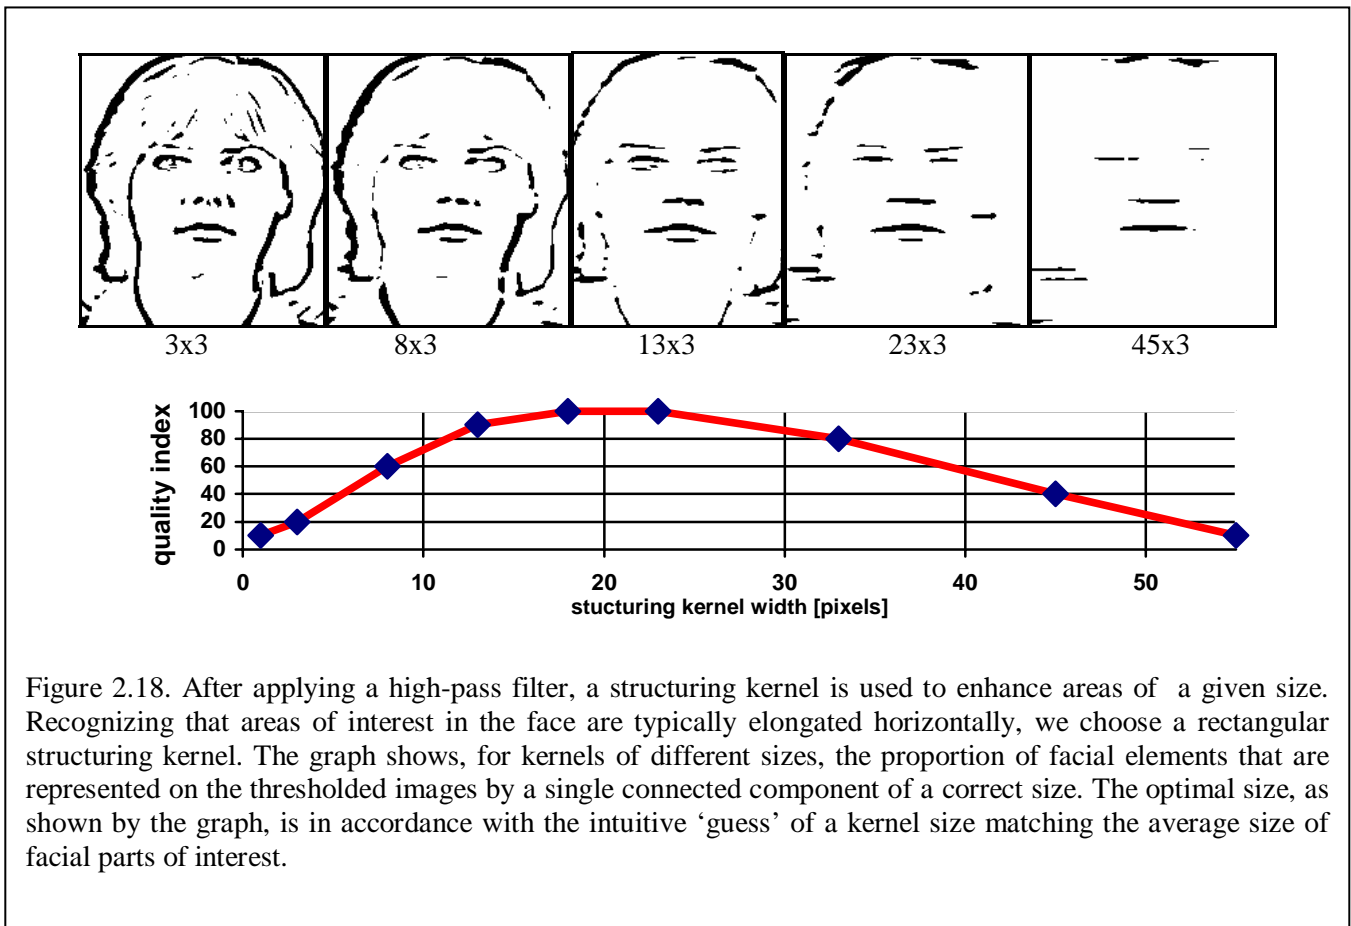 3x3 8x3 13x3 23x3 45x3
quality index
100
80
60
40
20
0
0 10 20 30 40 50
stucturing kernel width [pixels]
Figure 2.18. After applying a high-pass filter, a structuring kernel is used to enhance areas of a given size.
Recognizing that areas of interest in the face are typically elongated horizontally, we choose a rectangular
structuring kernel. The graph shows, for kernels of different sizes, the proportion of facial elements that are
represented on the thresholded images by a single connected component of a correct size. The optimal size, as
shown by the graph, is in accordance with the intuitive ‘guess’ of a kernel size matching the average size of
facial parts of interest.